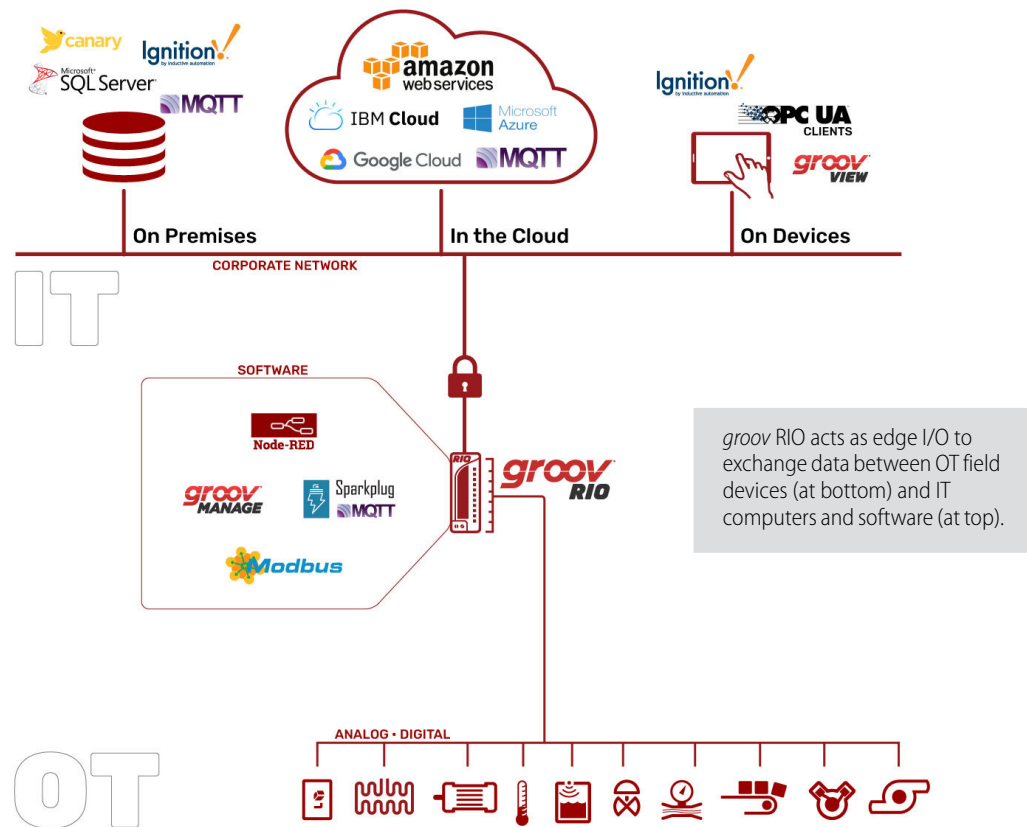 canary
Ignition!
by inductive automation
Microsoft
SQL Server
MQTT
amazon
web services
IBM Cloud
Microsoft
Azure
Google Cloud
MQTT
Ignition!
by inductive automation
OPC UA
CLIENTS
groov
VIEW
On Premises
In the Cloud
On Devices
CORPORATE NETWORK
IT
SOFTWARE
Node-RED
groov
MANAGE
Sparkplug
MQTT
Modbus
RIO
groov
RIO
groov RIO acts as edge I/O to
exchange data between OT field
devices (at bottom) and IT
computers and software (at top).
ANALOG • DIGITAL
OT